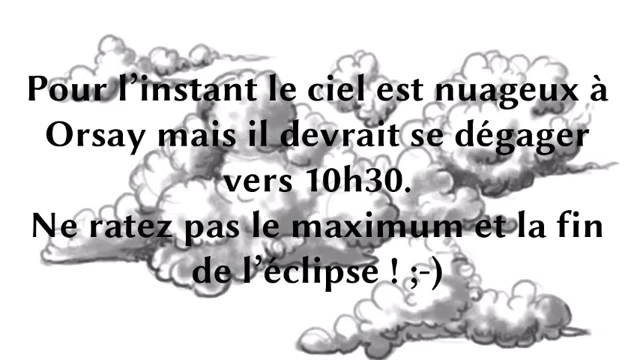 Pour l’instant le ciel est nuageux à
Orsay mais il devrait se dégager
vers 10h30.
Ne ratez pas le maximum et la fin
de l’éclipse ! ;-)